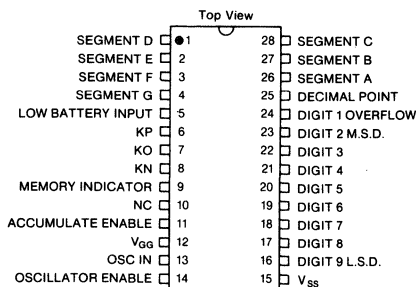 Top View
SEGMENT D 1 28 SEGMENT C
SEGMENT E 2 27 SEGMENT B
SEGMENT F 3 26 SEGMENT A
SEGMENT G 4 25 DECIMAL POINT
LOW BATTERY INPUT 5 24 DIGIT 1 OVERFLOW
KP 6 23 DIGIT 2 M.S.D.
KO 7 22 DIGIT 3
KN 8 21 DIGIT 4
MEMORY INDICATOR 9 20 DIGIT 5
NC 10 19 DIGIT 6
ACCUMULATE ENABLE 11 18 DIGIT 7
VGG 12 17 DIGIT 8
OSC IN 13 16 DIGIT 9 L.S.D.
OSCILLATOR ENABLE 14 15 VSS